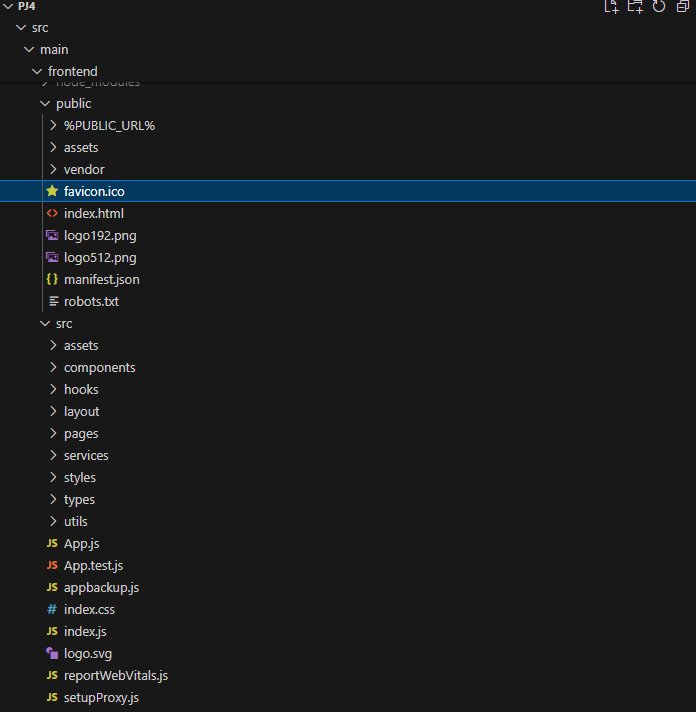 PJ4
src
main
frontend
node_modules
public
%PUBLIC_URL%
assets
vendor
favicon.ico
index.html
logo192.png
logo512.png
manifest.json
robots.txt
src
assets
components
hooks
layout
pages
services
styles
types
utils
JS App.js
JS App.test.js
JS appbackup.js
# index.css
JS index.js
logo.svg
JS reportWebVitals.js
JS setupProxy.js